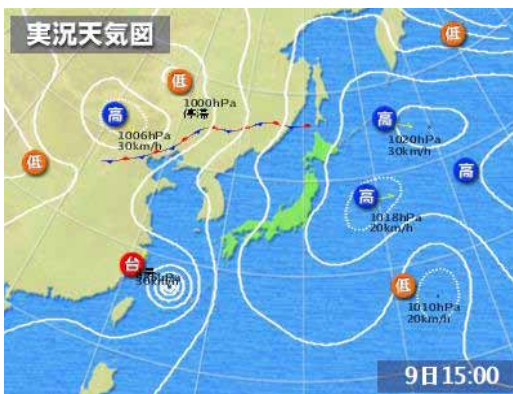 実況天気図
低
低
1000hPa
停滞
高
1006hPa
30km/h
高
1020hPa
30km/h
低
高
高
1018hPa
20km/h
台
低
1010hPa
20km/h
9日15:00